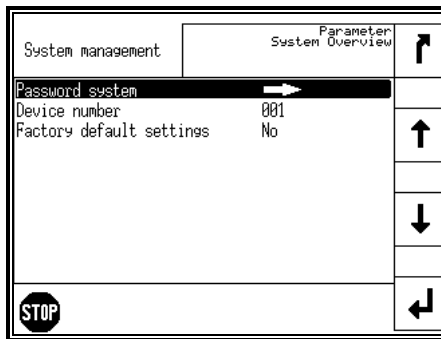 Parameter
System Overview
System management
Password system
Device number 001
Factory default settings No
STOP